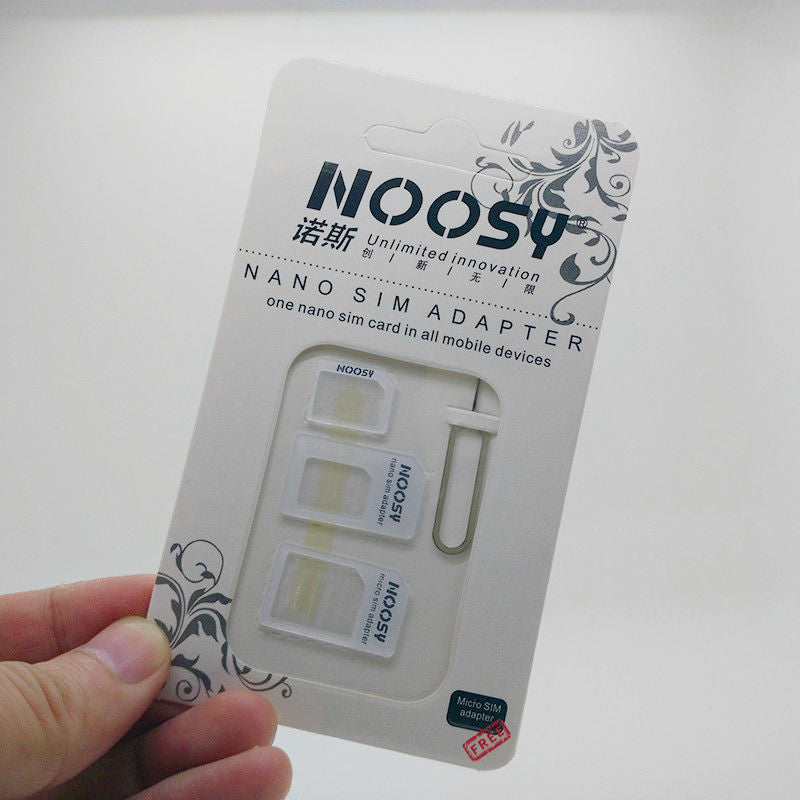 NOOSY®
诺斯 Unlimited innovation
创 / 新 / 无 / 限
NANO SIM ADAPTER
one nano sim card in all mobile devices
NOOSY
NOOSY
nano sim adapter
NOOSY
micro sim adapter
Micro SIM
adapter
FREE